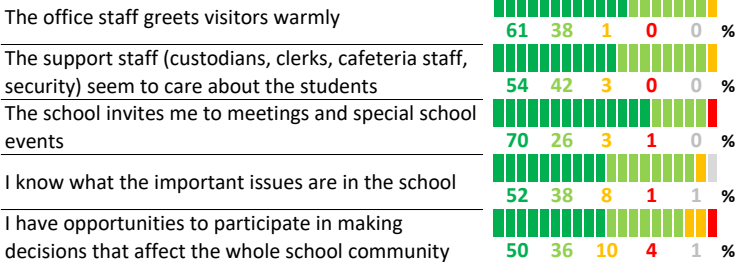 The office staff greets visitors warmly
61 38 1 0 0 %
The support staff (custodians, clerks, cafeteria staff,
security) seem to care about the students
54 42 3 0 0 %
The school invites me to meetings and special school
events
70 26 3 1 0 %
I know what the important issues are in the school
52 38 8 1 1 %
I have opportunities to participate in making
decisions that affect the whole school community
50 36 10 4 1 %